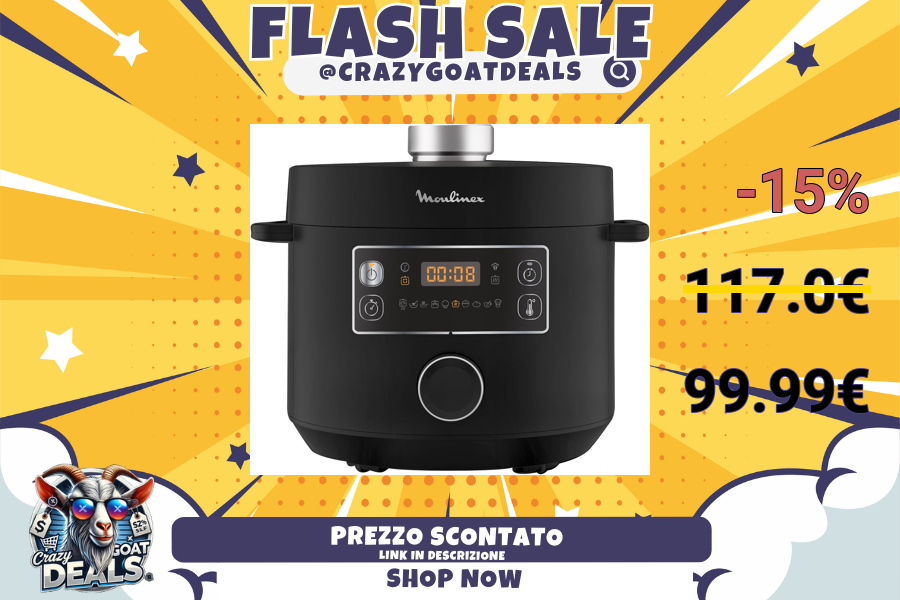 FLASH SALE
@CRAZYGOATDEALS
Moulinex
00:08
-15%
117.0€
99.99€
$
52%
Crazy
GOAT
DEALS
PREZZO SCONTATO
LINK IN DESCRIZIONE
SHOP NOW